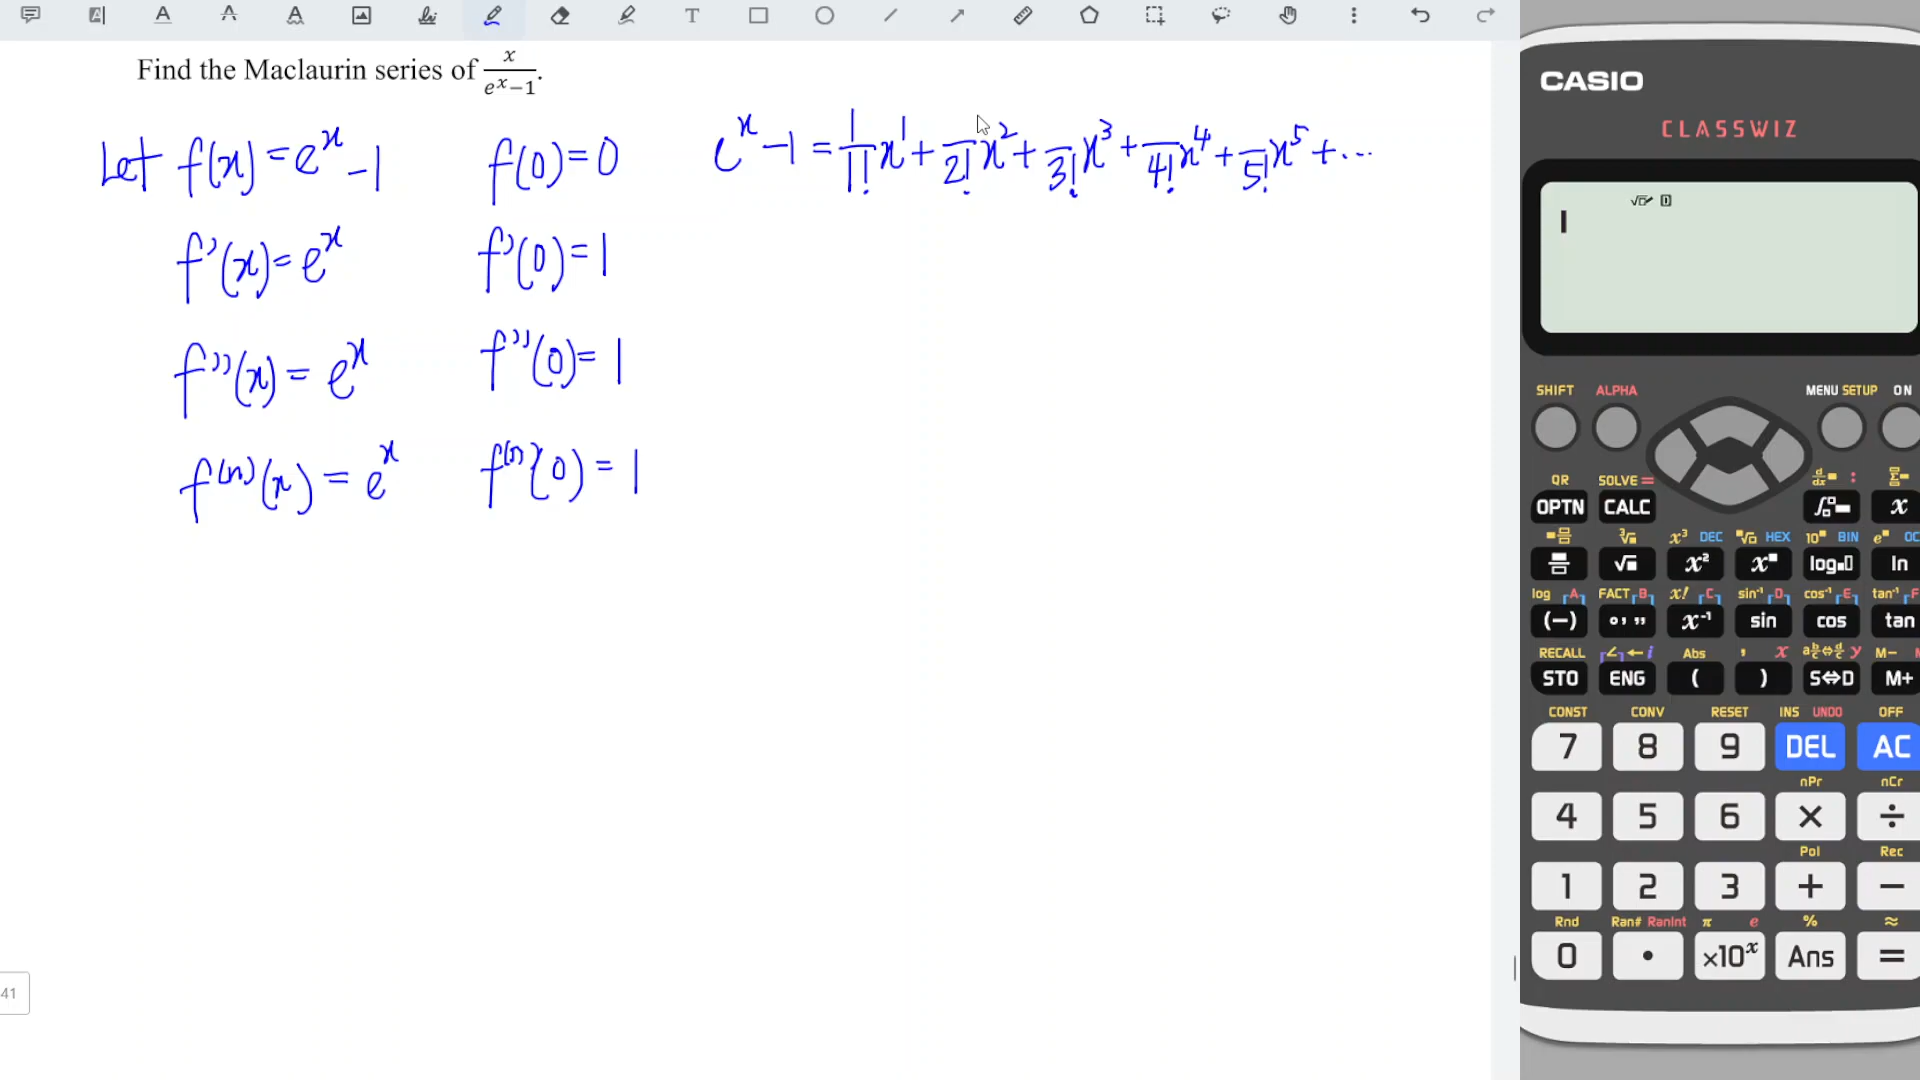 Find the Maclaurin series of x/(e^x−1).
Let f(x) = e^x −1   f(0) = 0   e^x −1 = 1/1! x^1 + —/2! x^2 + —/3! x^3 + —/4! x^4 + —/5! x^5 + ...
f'(x) = e^x   f'(0) = 1
f''(x) = e^x   f''(0) = 1
f^(n)(x) = e^x   f^(n)(0) = 1
41
CASIO
CLASSWIZ
SHIFT ALPHA MENU SETUP ON
QR SOLVE = d/dx= : Σ=
OPTN CALC x
x³ DEC HEX 10 BIN e OC
√ x² x log ln
log A FACT B x! C sin⁻¹ D cos⁻¹ E tan⁻¹ F
(−) ° ' " x⁻¹ sin cos tan
RECALL ∠ ← i Abs , x a b/c⇔d/c y M−
STO ENG ( ) S⇔D M+
CONST CONV RESET INS UNDO OFF
7 8 9 DEL AC
nPr nCr
4 5 6 × ÷
Pol Rec
1 2 3 + −
Rnd Ran# RanInt π e % ≈
0 • ×10^x Ans =